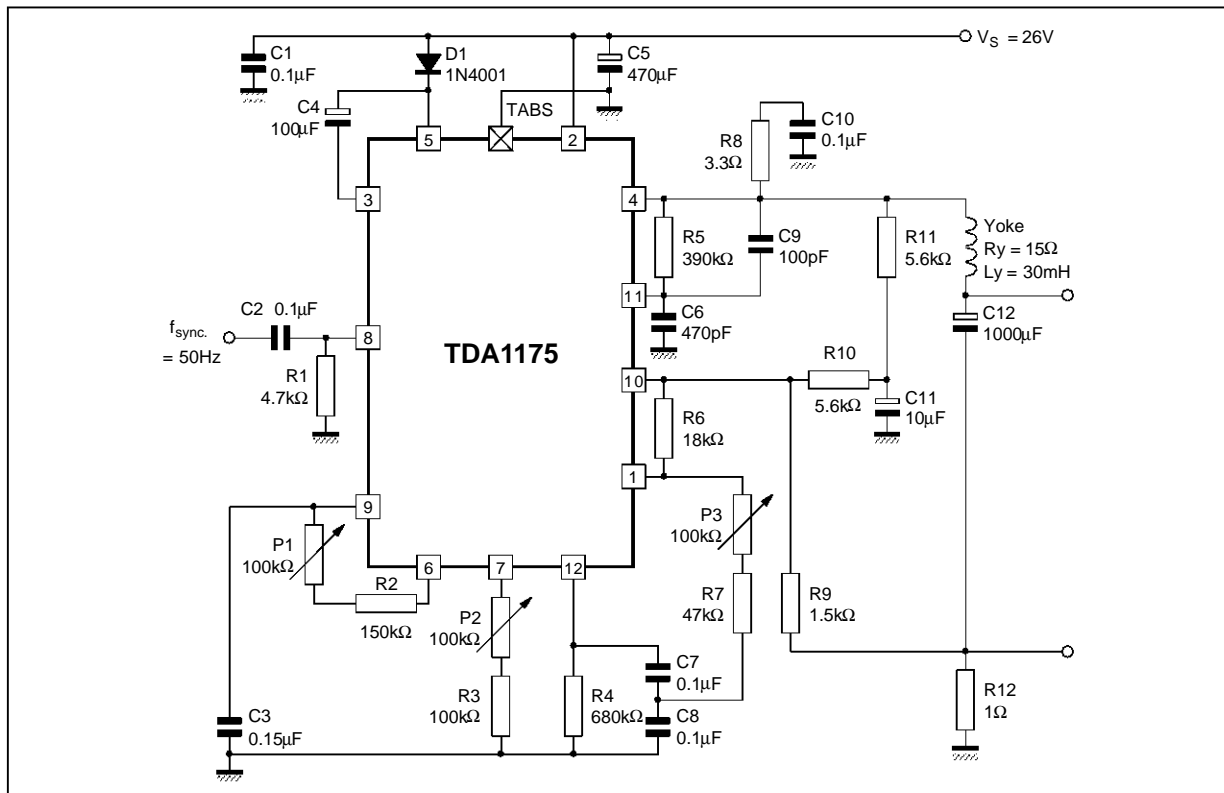 C1
0.1µF
D1
1N4001
C5
470µF
VS = 26V
C4
100µF
TABS
R8
3.3Ω
C10
0.1µF
5
2
3
4
R5
390kΩ
C9
100pF
R11
5.6kΩ
Yoke
Ry = 15Ω
Ly = 30mH
11
C2
0.1µF
fsync.
= 50Hz
8
C6
470pF
C12
1000µF
TDA1175
R1
4.7kΩ
10
R10
5.6kΩ
C11
10µF
R6
18kΩ
1
9
P1
100kΩ
P3
100kΩ
6
7
12
R2
150kΩ
P2
100kΩ
R7
47kΩ
R9
1.5kΩ
C7
0.1µF
C3
0.15µF
R3
100kΩ
R4
680kΩ
C8
0.1µF
R12
1Ω